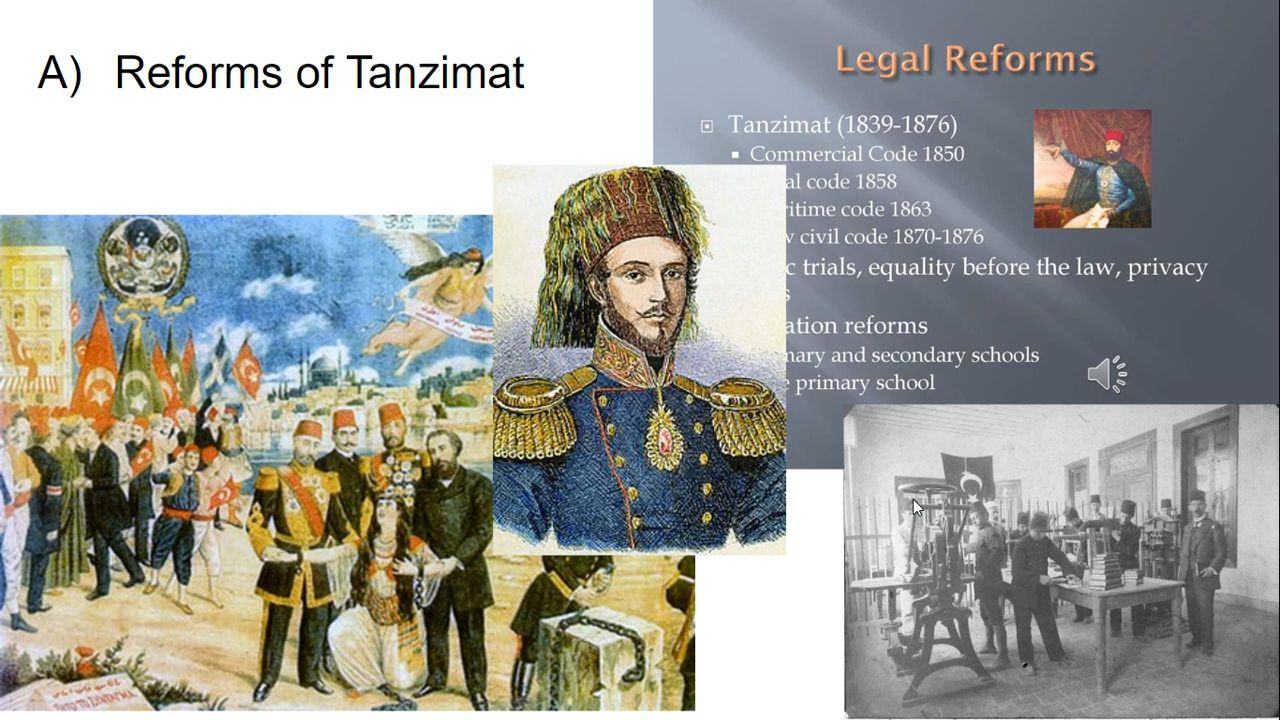 A) Reforms of Tanzimat
Legal Reforms
Tanzimat (1839-1876)
Commercial Code 1850
al code 1858
itime code 1863
civil code 1870-1876
c trials, equality before the law, privacy
s
ation reforms
mary and secondary schools
e primary school